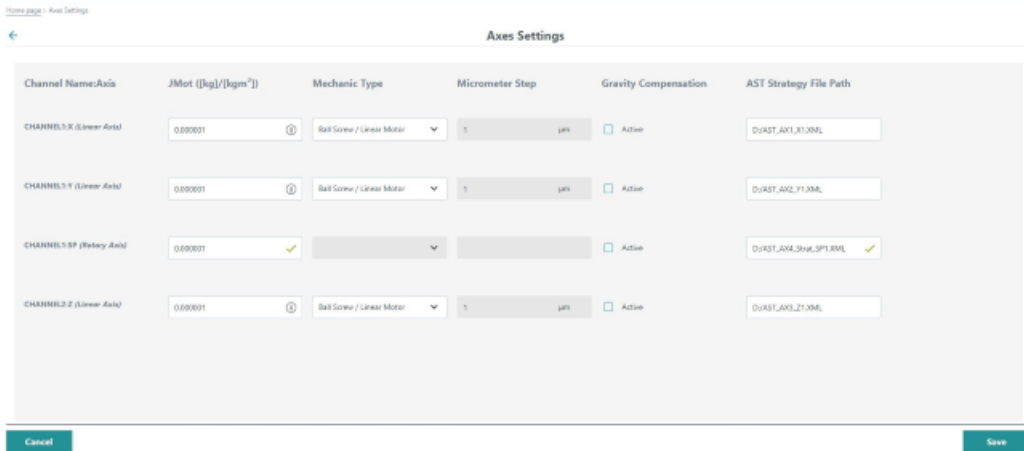 Home page > Axes Settings
Axes Settings
Channel Name:Axis JMot ([kg]/[kgm²]) Mechanic Type Micrometer Step Gravity Compensation AST Strategy File Path
CHANNEL1:X (Linear Axis) 0.000001 Ball Screw / Linear Motor 1 µm Active D:/AST_AX1_X1.XML
CHANNEL1:Y (Linear Axis) 0.000001 Ball Screw / Linear Motor 1 µm Active D:/AST_AX2_Y1.XML
CHANNEL1:SP (Rotary Axis) 0.000001 Active D:/AST_AX4_Strat_SP1.XML
CHANNEL2:Z (Linear Axis) 0.000001 Ball Screw / Linear Motor 1 µm Active D:/AST_AX3_Z1.XML
Cancel Save